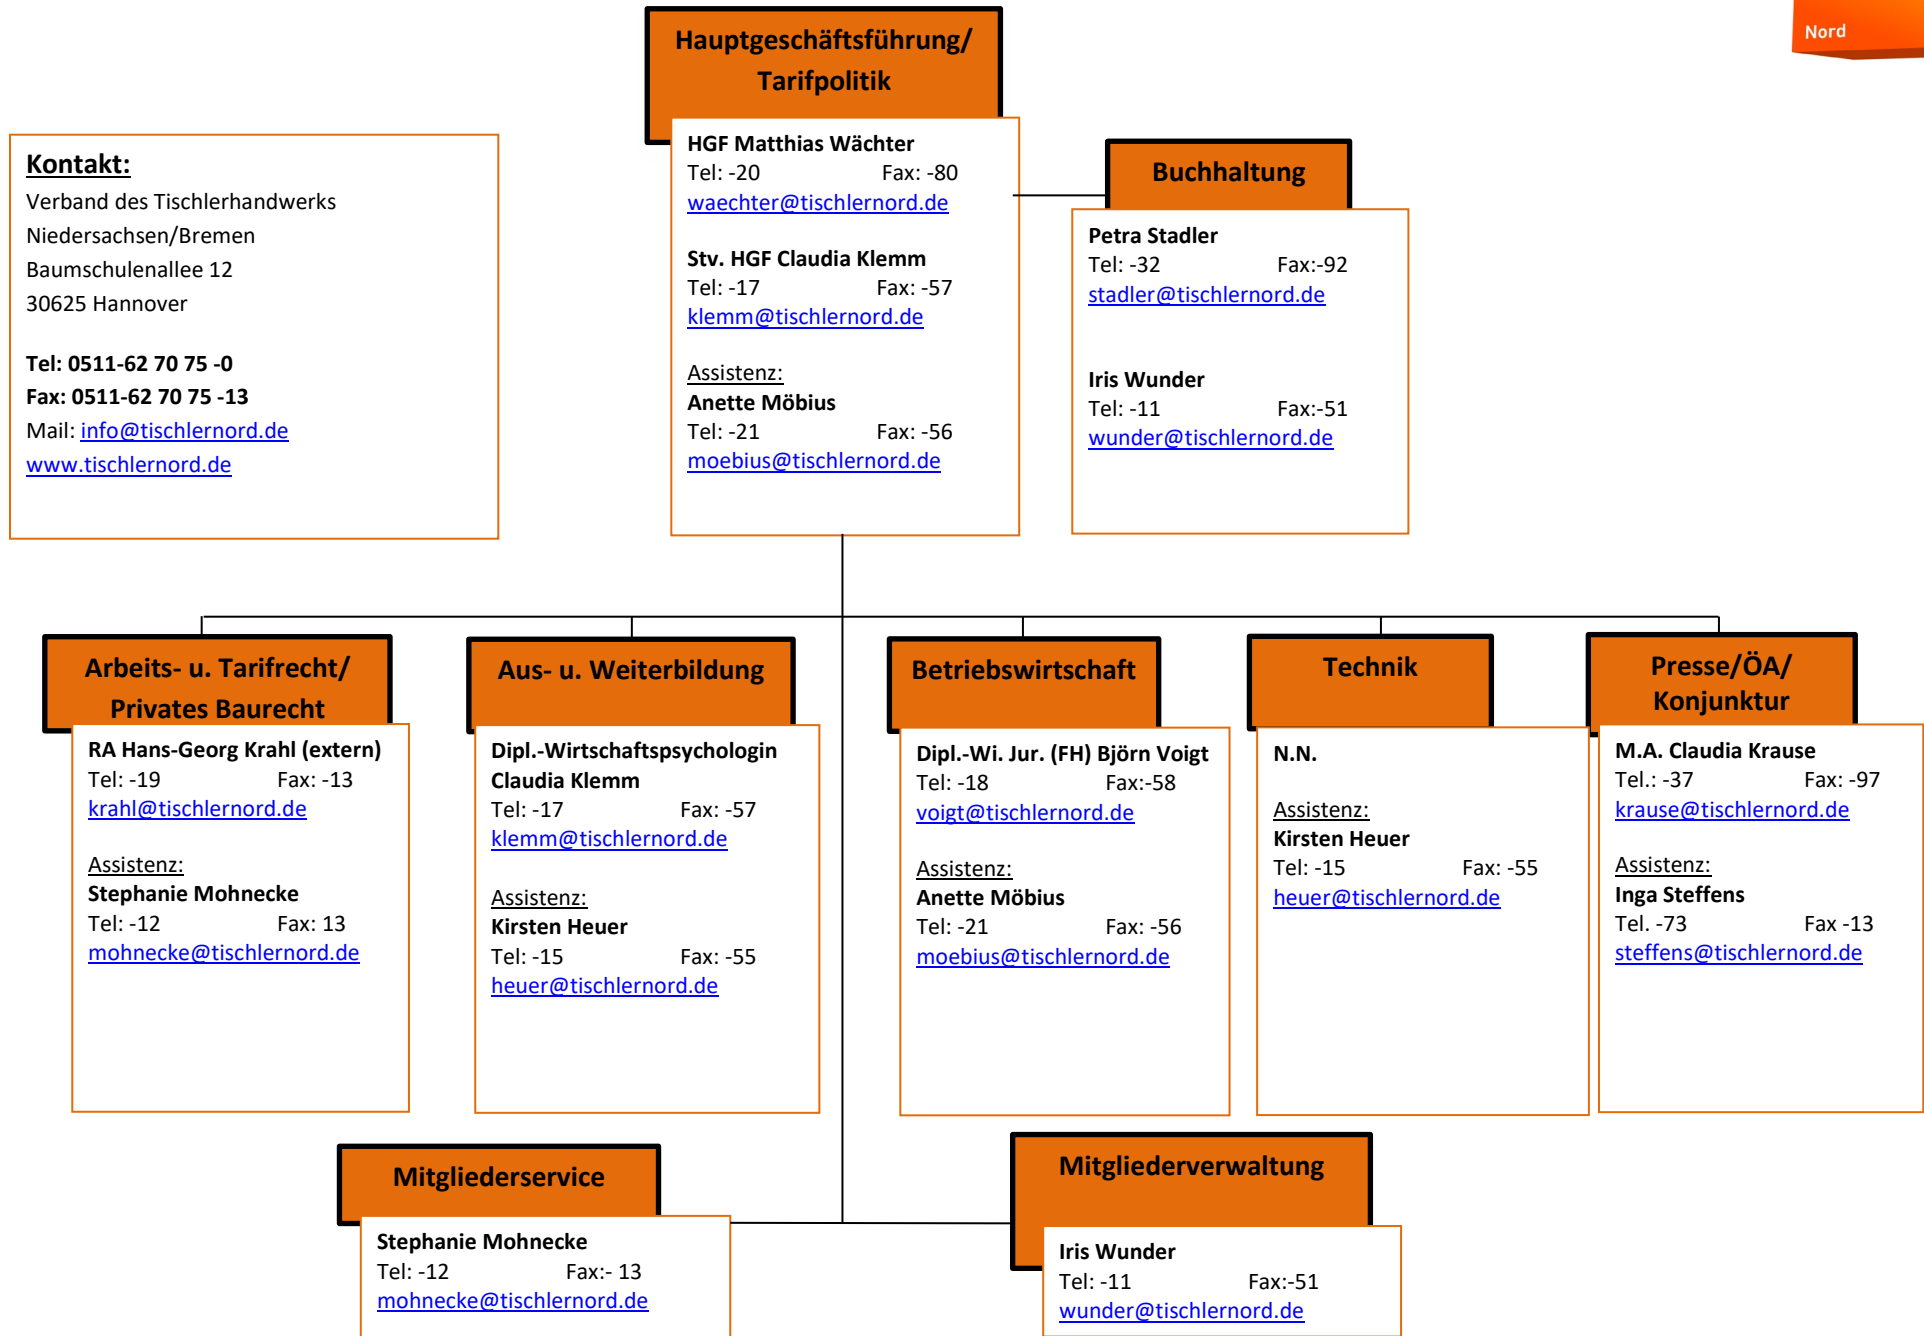 Nord
Hauptgeschäftsführung/
Tarifpolitik
HGF Matthias Wächter
Tel: -20 Fax: -80
waechter@tischlernord.de
Stv. HGF Claudia Klemm
Tel: -17 Fax: -57
klemm@tischlernord.de
Assistenz:
Anette Möbius
Tel: -21 Fax: -56
moebius@tischlernord.de
Kontakt:
Verband des Tischlerhandwerks
Niedersachsen/Bremen
Baumschulenallee 12
30625 Hannover
Tel: 0511-62 70 75 -0
Fax: 0511-62 70 75 -13
Mail: info@tischlernord.de
www.tischlernord.de
Buchhaltung
Petra Stadler
Tel: -32 Fax:-92
stadler@tischlernord.de
Iris Wunder
Tel: -11 Fax:-51
wunder@tischlernord.de
Arbeits- u. Tarifrecht/
Privates Baurecht
RA Hans-Georg Krahl (extern)
Tel: -19 Fax: -13
krahl@tischlernord.de
Assistenz:
Stephanie Mohnecke
Tel: -12 Fax: 13
mohnecke@tischlernord.de
Aus- u. Weiterbildung
Dipl.-Wirtschaftspsychologin
Claudia Klemm
Tel: -17 Fax: -57
klemm@tischlernord.de
Assistenz:
Kirsten Heuer
Tel: -15 Fax: -55
heuer@tischlernord.de
Betriebswirtschaft
Dipl.-Wi. Jur. (FH) Björn Voigt
Tel: -18 Fax:-58
voigt@tischlernord.de
Assistenz:
Anette Möbius
Tel: -21 Fax: -56
moebius@tischlernord.de
Technik
N.N.
Assistenz:
Kirsten Heuer
Tel: -15 Fax: -55
heuer@tischlernord.de
Presse/ÖA/
Konjunktur
M.A. Claudia Krause
Tel.: -37 Fax: -97
krause@tischlernord.de
Assistenz:
Inga Steffens
Tel. -73 Fax -13
steffens@tischlernord.de
Mitgliederservice
Stephanie Mohnecke
Tel: -12 Fax:- 13
mohnecke@tischlernord.de
Mitgliederverwaltung
Iris Wunder
Tel: -11 Fax:-51
wunder@tischlernord.de